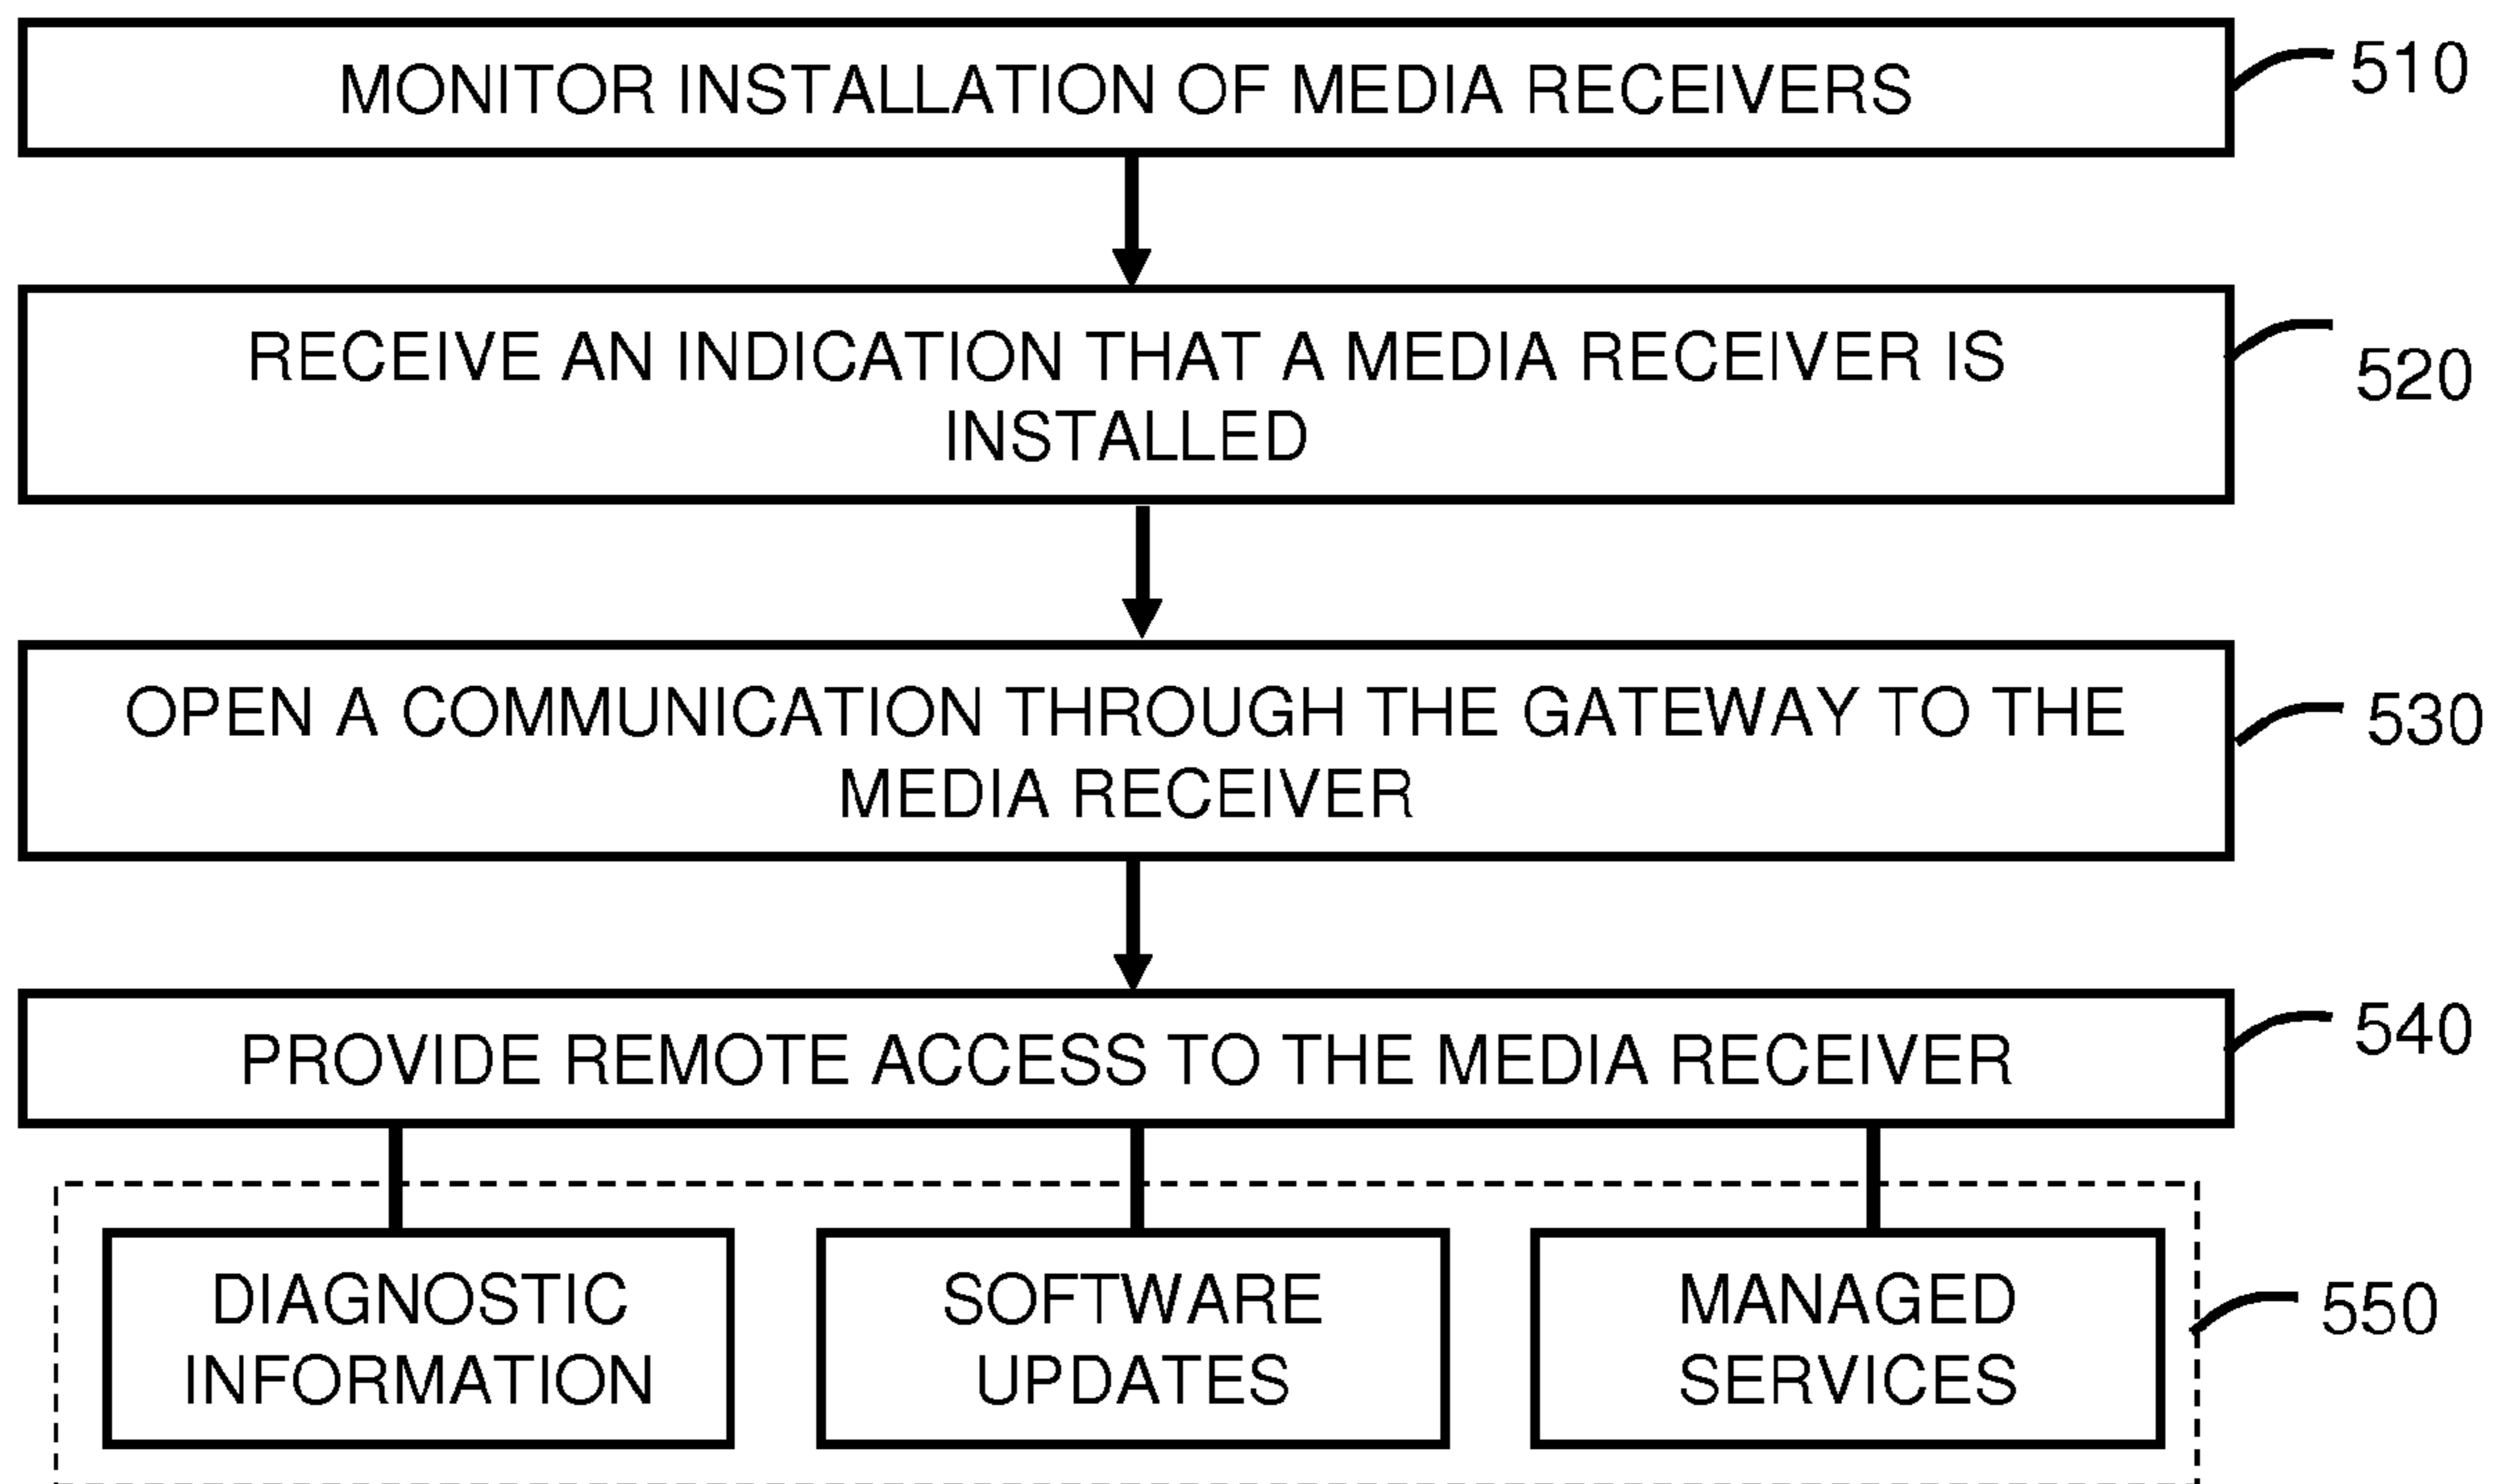 MONITOR INSTALLATION OF MEDIA RECEIVERS
510
RECEIVE AN INDICATION THAT A MEDIA RECEIVER IS
INSTALLED
520
OPEN A COMMUNICATION THROUGH THE GATEWAY TO THE
MEDIA RECEIVER
530
PROVIDE REMOTE ACCESS TO THE MEDIA RECEIVER
540
DIAGNOSTIC
INFORMATION
SOFTWARE
UPDATES
MANAGED
SERVICES
550